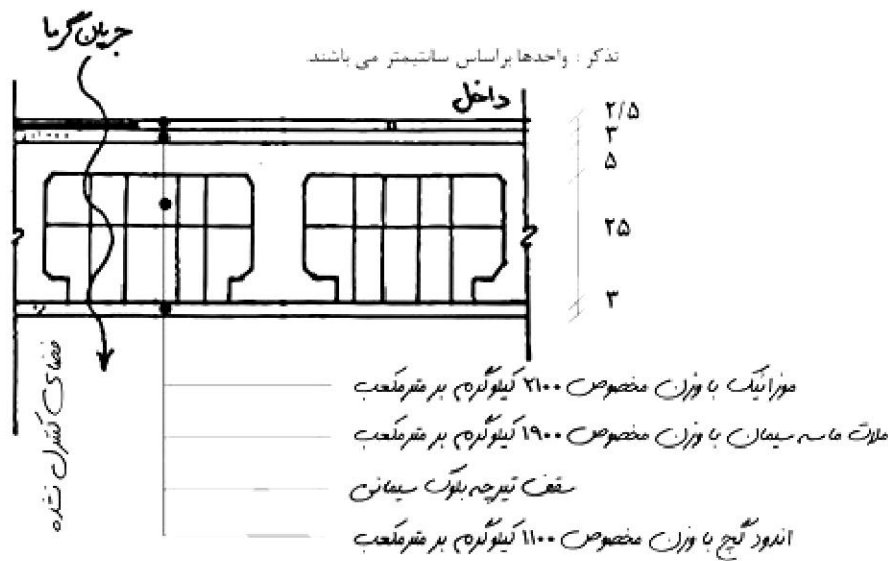 جریان گرما
تذکر : واحدها براساس سانتیمتر می باشند.
داخل
۲/۵
۳
۵
۲۵
۳
فضای کنترل نشده
موزائیک با وزن مخصوص ۲۱۰۰ کیلوگرم بر مترمکعب
ملات ماسه سیمان با وزن مخصوص ۱۹۰۰ کیلوگرم بر مترمکعب
سقف تیرچه بلوک سیمانی
اندود گچ با وزن مخصوص ۱۱۰۰ کیلوگرم بر مترمکعب